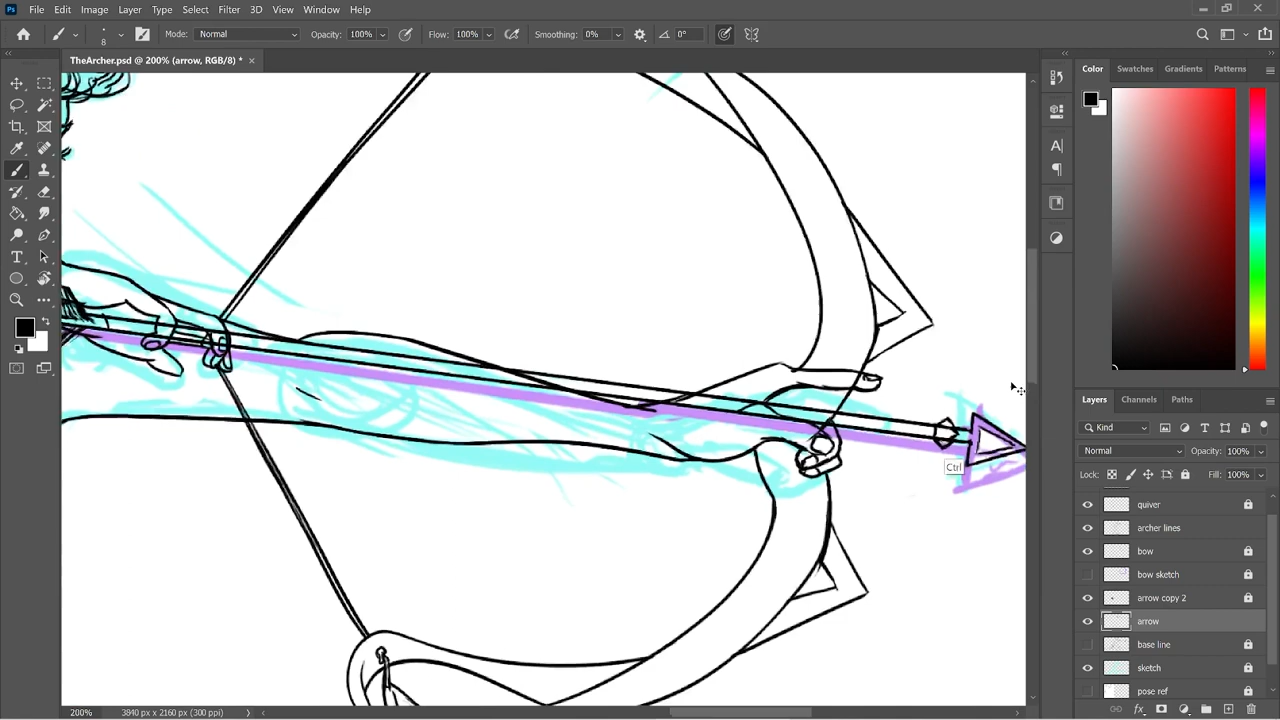 Ps File Edit Image Layer Type Select Filter 3D View Window Help
8 Mode: Normal Opacity: 100% Flow: 100% Smoothing: 0% 0°
TheArcher.psd @ 200% (arrow, RGB/8) *
Color Swatches Gradients Patterns
Ctrl
Layers Channels Paths
Kind
Normal Opacity: 100%
Lock: Fill: 100%
quiver
archer lines
bow
bow sketch
arrow copy 2
arrow
base line
sketch
pose ref
200% 3840 px x 2160 px (300 ppi)